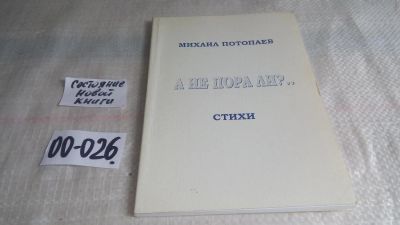 Состояние
Новой
книги
00-026
МИХАИЛ ПОТОПАЕВ
А НЕ ПОРА ЛИ?..
СТИХИ